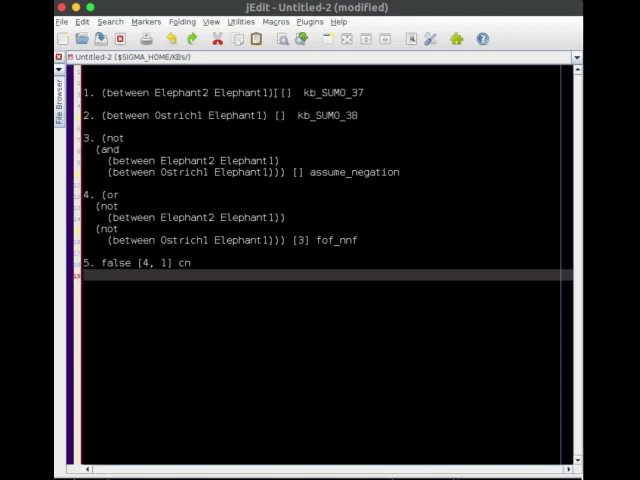 jEdit - Untitled-2 (modified)
File Edit Search Markers Folding View Utilities Macros Plugins Help
Untitled-2 ($SIGMA_HOME/KBs/)
File Browser
1. (between Elephant2 Elephant1)[[]  kb_SUMO_37
2. (between Ostrich1 Elephant1) []  kb_SUMO_38
3. (not
(and
(between Elephant2 Elephant1)
(between Ostrich1 Elephant1))) [] assume_negation
4. (or
(not
(between Elephant2 Elephant1))
(not
(between Ostrich1 Elephant1))) [3] fof_nnf
5. false [4, 1] cn